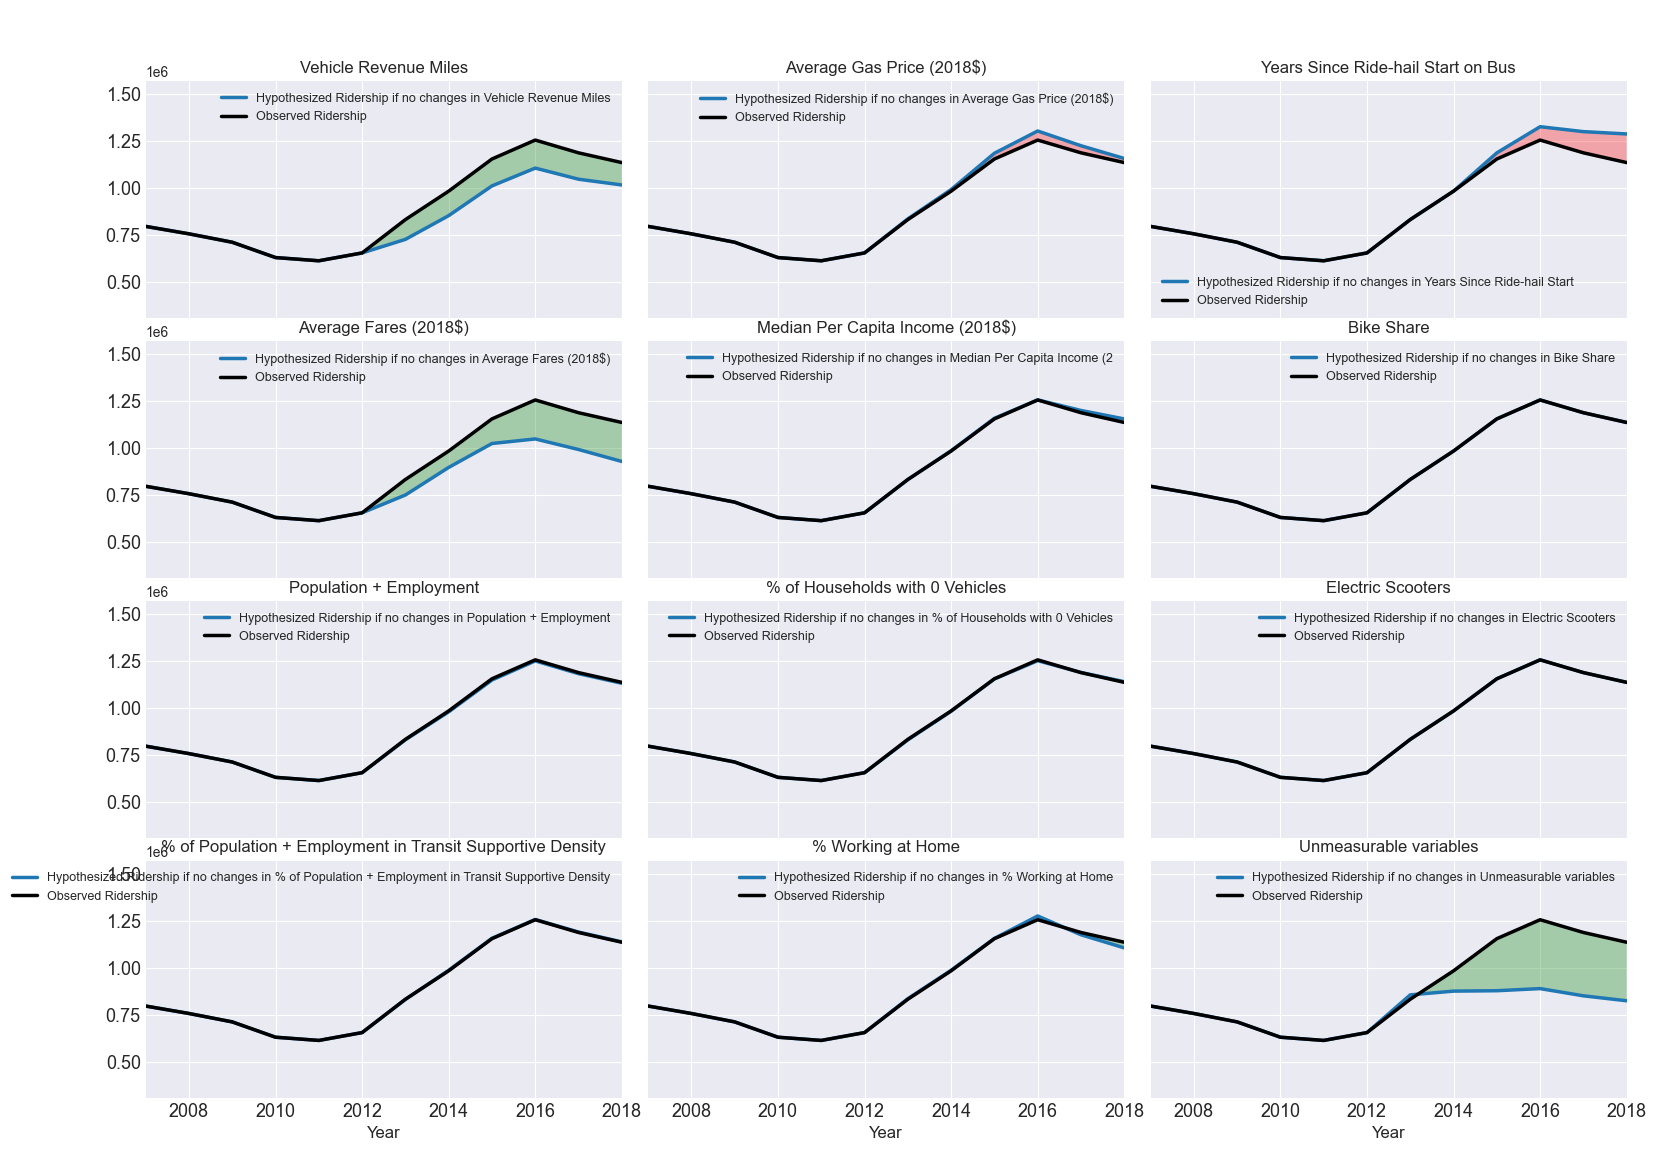 Vehicle Revenue Miles
Average Gas Price (2018$)
Years Since Ride-hail Start on Bus
1e6
1.50
1.25
1.00
0.75
0.50
Hypothesized Ridership if no changes in Vehicle Revenue Miles
Observed Ridership
Hypothesized Ridership if no changes in Average Gas Price (2018$)
Observed Ridership
Hypothesized Ridership if no changes in Years Since Ride-hail Start
Observed Ridership
Average Fares (2018$)
Median Per Capita Income (2018$)
Bike Share
1e6
1.50
1.25
1.00
0.75
0.50
Hypothesized Ridership if no changes in Average Fares (2018$)
Observed Ridership
Hypothesized Ridership if no changes in Median Per Capita Income (2
Observed Ridership
Hypothesized Ridership if no changes in Bike Share
Observed Ridership
Population + Employment
% of Households with 0 Vehicles
Electric Scooters
1e6
1.50
1.25
1.00
0.75
0.50
Hypothesized Ridership if no changes in Population + Employment
Observed Ridership
Hypothesized Ridership if no changes in % of Households with 0 Vehicles
Observed Ridership
Hypothesized Ridership if no changes in Electric Scooters
Observed Ridership
% of Population + Employment in Transit Supportive Density
% Working at Home
Unmeasurable variables
1e6
1.50
1.25
1.00
0.75
0.50
Hypothesized Ridership if no changes in % of Population + Employment in Transit Supportive Density
Observed Ridership
Hypothesized Ridership if no changes in % Working at Home
Observed Ridership
Hypothesized Ridership if no changes in Unmeasurable variables
Observed Ridership
2008 2010 2012 2014 2016 2018
2008 2010 2012 2014 2016 2018
2008 2010 2012 2014 2016 2018
Year
Year
Year